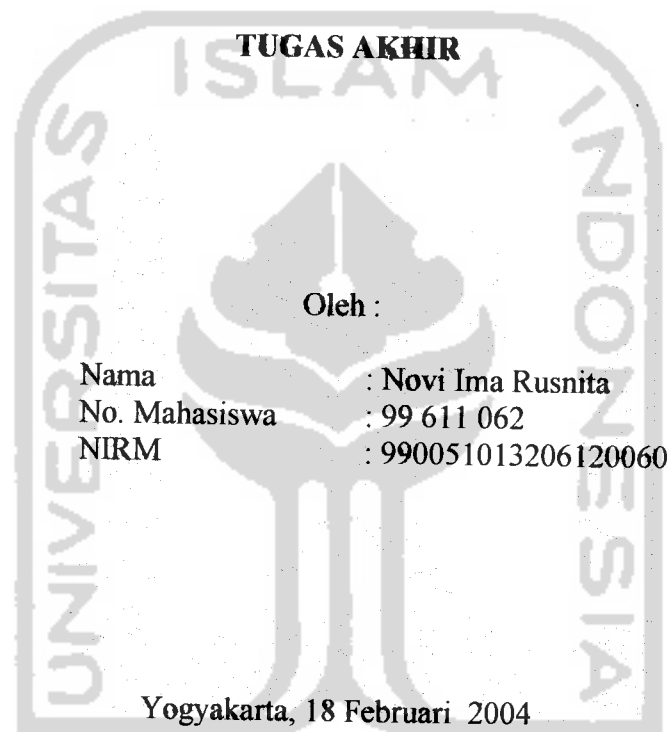 TUGAS AKHIR
UNIVERSITAS ISLAM INDONESIA
Oleh :
Nama : Novi Ima Rusnita
No. Mahasiswa : 99 611 062
NIRM : 990051013206120060
Yogyakarta, 18 Februari 2004